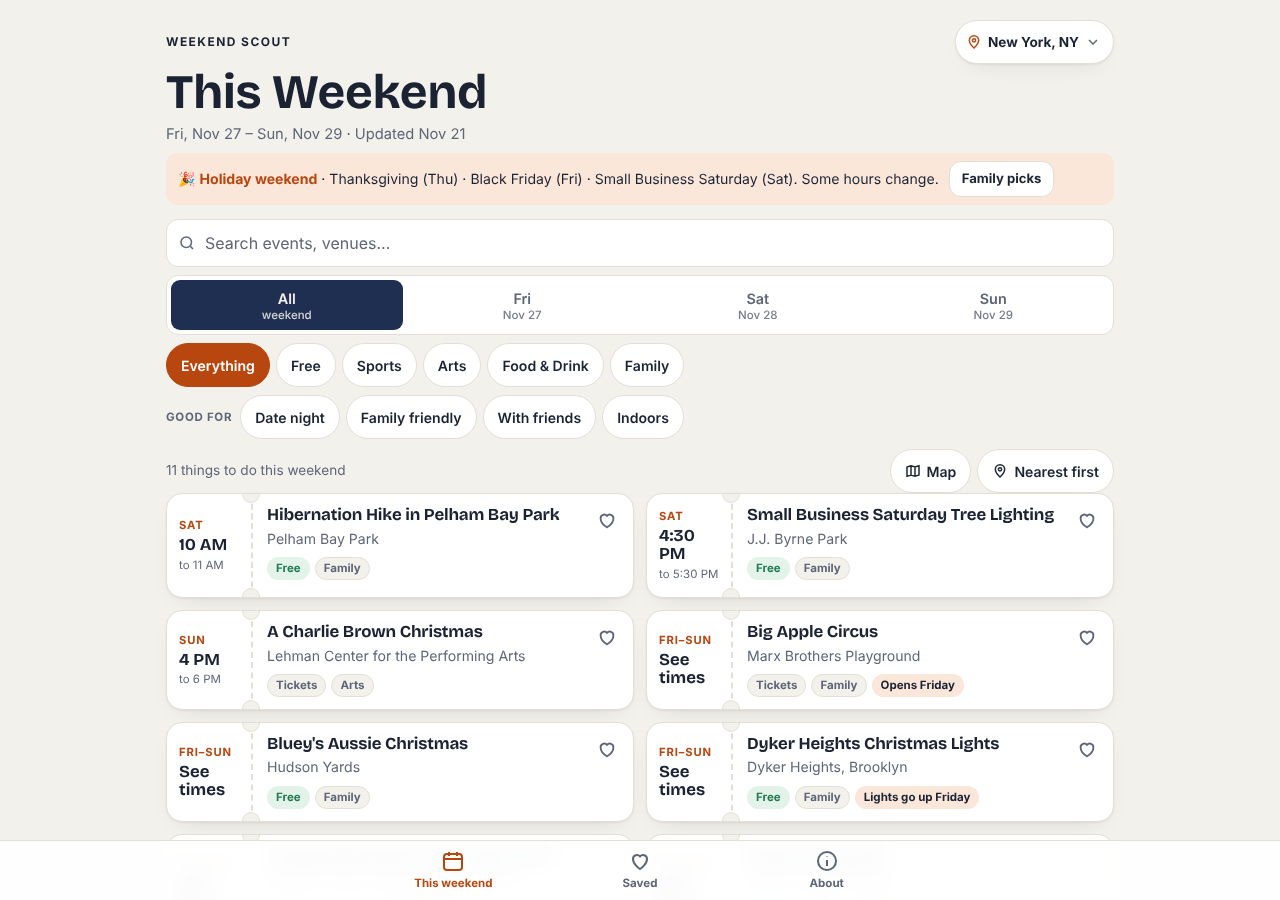 WEEKEND SCOUT
New York, NY
This Weekend
Fri, Nov 27 – Sun, Nov 29 · Updated Nov 21
🎉 Holiday weekend · Thanksgiving (Thu) · Black Friday (Fri) · Small Business Saturday (Sat). Some hours change.
Family picks
Search events, venues...
All
weekend
Fri
Nov 27
Sat
Nov 28
Sun
Nov 29
Everything
Free
Sports
Arts
Food & Drink
Family
GOOD FOR
Date night
Family friendly
With friends
Indoors
11 things to do this weekend
Map
Nearest first
SAT
10 AM
to 11 AM
Hibernation Hike in Pelham Bay Park
Pelham Bay Park
Free
Family
SAT
4:30
PM
to 5:30 PM
Small Business Saturday Tree Lighting
J.J. Byrne Park
Free
Family
SUN
4 PM
to 6 PM
A Charlie Brown Christmas
Lehman Center for the Performing Arts
Tickets
Arts
FRI–SUN
See
times
Big Apple Circus
Marx Brothers Playground
Tickets
Family
Opens Friday
FRI–SUN
See
times
Bluey's Aussie Christmas
Hudson Yards
Free
Family
FRI–SUN
See
times
Dyker Heights Christmas Lights
Dyker Heights, Brooklyn
Free
Family
Lights go up Friday
This weekend
Saved
About